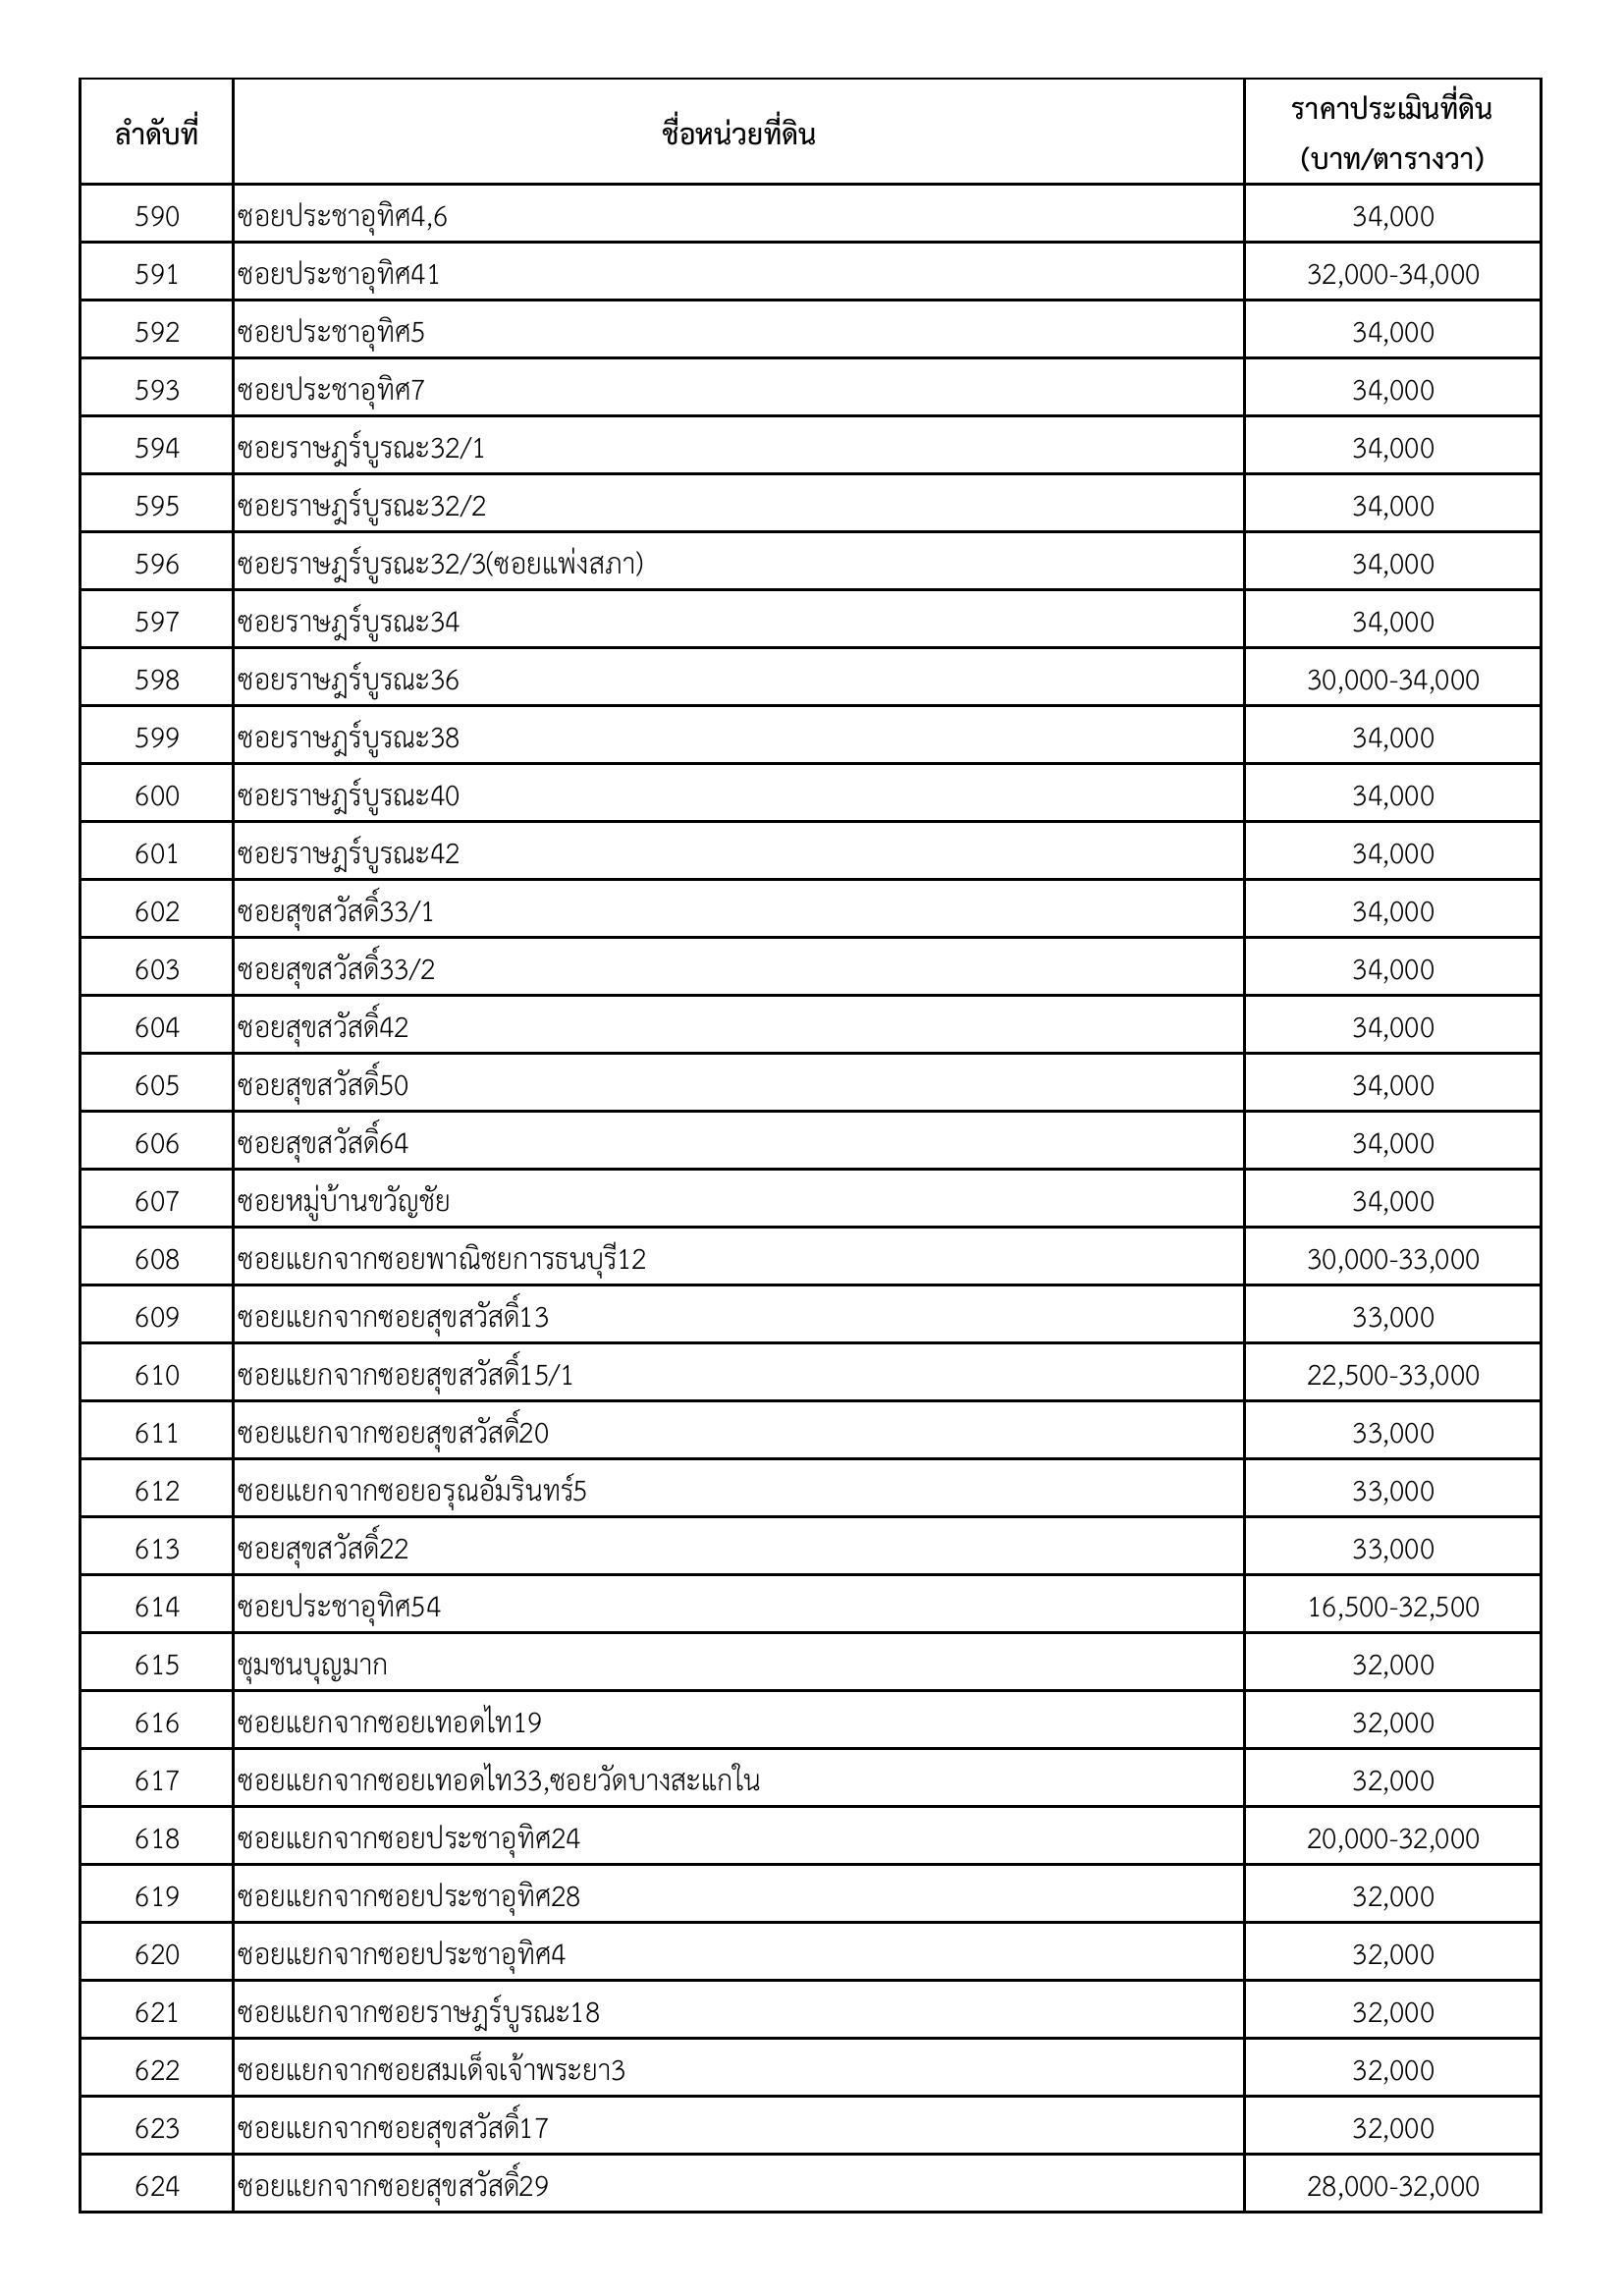 ลำดับที่ ชื่อหน่วยที่ดิน ราคาประเมินที่ดิน
(บาท/ตารางวา)
590 ซอยประชาอุทิศ4,6 34,000
591 ซอยประชาอุทิศ41 32,000-34,000
592 ซอยประชาอุทิศ5 34,000
593 ซอยประชาอุทิศ7 34,000
594 ซอยราษฎร์บูรณะ32/1 34,000
595 ซอยราษฎร์บูรณะ32/2 34,000
596 ซอยราษฎร์บูรณะ32/3(ซอยแพ่งสภา) 34,000
597 ซอยราษฎร์บูรณะ34 34,000
598 ซอยราษฎร์บูรณะ36 30,000-34,000
599 ซอยราษฎร์บูรณะ38 34,000
600 ซอยราษฎร์บูรณะ40 34,000
601 ซอยราษฎร์บูรณะ42 34,000
602 ซอยสุขสวัสดิ์33/1 34,000
603 ซอยสุขสวัสดิ์33/2 34,000
604 ซอยสุขสวัสดิ์42 34,000
605 ซอยสุขสวัสดิ์50 34,000
606 ซอยสุขสวัสดิ์64 34,000
607 ซอยหมู่บ้านขวัญชัย 34,000
608 ซอยแยกจากซอยพาณิชยการธนบุรี12 30,000-33,000
609 ซอยแยกจากซอยสุขสวัสดิ์13 33,000
610 ซอยแยกจากซอยสุขสวัสดิ์15/1 22,500-33,000
611 ซอยแยกจากซอยสุขสวัสดิ์20 33,000
612 ซอยแยกจากซอยอรุณอัมรินทร์5 33,000
613 ซอยสุขสวัสดิ์22 33,000
614 ซอยประชาอุทิศ54 16,500-32,500
615 ชุมชนบุญมาก 32,000
616 ซอยแยกจากซอยเทอดไท19 32,000
617 ซอยแยกจากซอยเทอดไท33,ซอยวัดบางสะแกใน 32,000
618 ซอยแยกจากซอยประชาอุทิศ24 20,000-32,000
619 ซอยแยกจากซอยประชาอุทิศ28 32,000
620 ซอยแยกจากซอยประชาอุทิศ4 32,000
621 ซอยแยกจากซอยราษฎร์บูรณะ18 32,000
622 ซอยแยกจากซอยสมเด็จเจ้าพระยา3 32,000
623 ซอยแยกจากซอยสุขสวัสดิ์17 32,000
624 ซอยแยกจากซอยสุขสวัสดิ์29 28,000-32,000